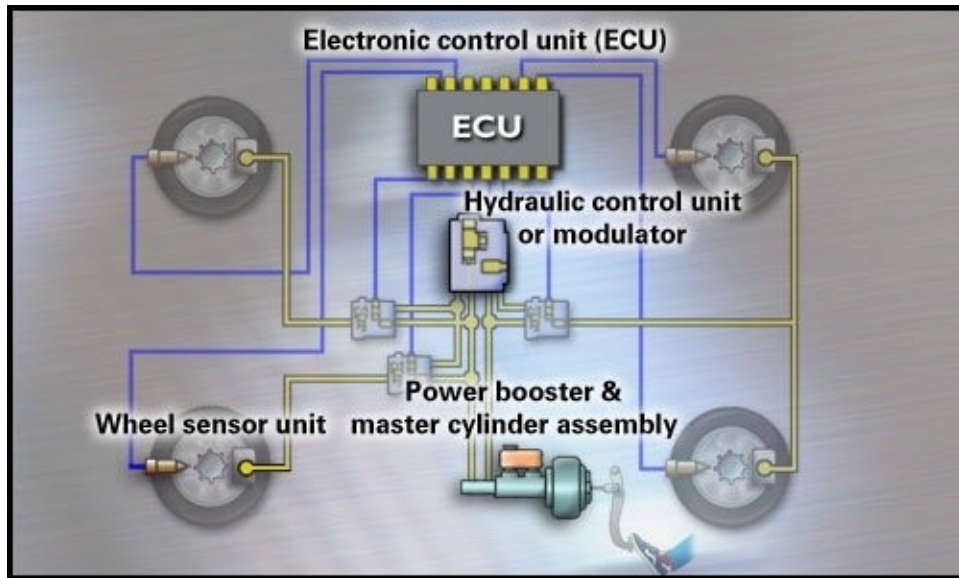 Electronic control unit (ECU)
ECU
Hydraulic control unit
or modulator
Power booster &
master cylinder assembly
Wheel sensor unit